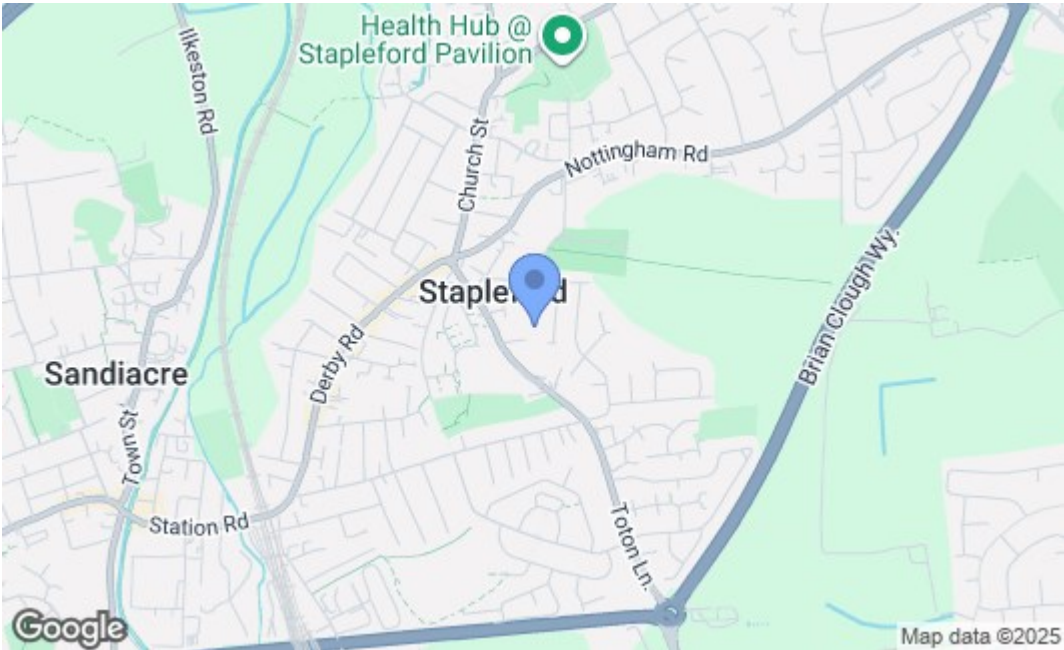 Health Hub @
Stapleford Pavilion
Ilkeston Rd
Church St
Nottingham Rd
Brian Clough Wy.
Stapleford
Derby Rd
Sandiacre
Town St
Station Rd
Toton Ln.
Google
Map data ©2025